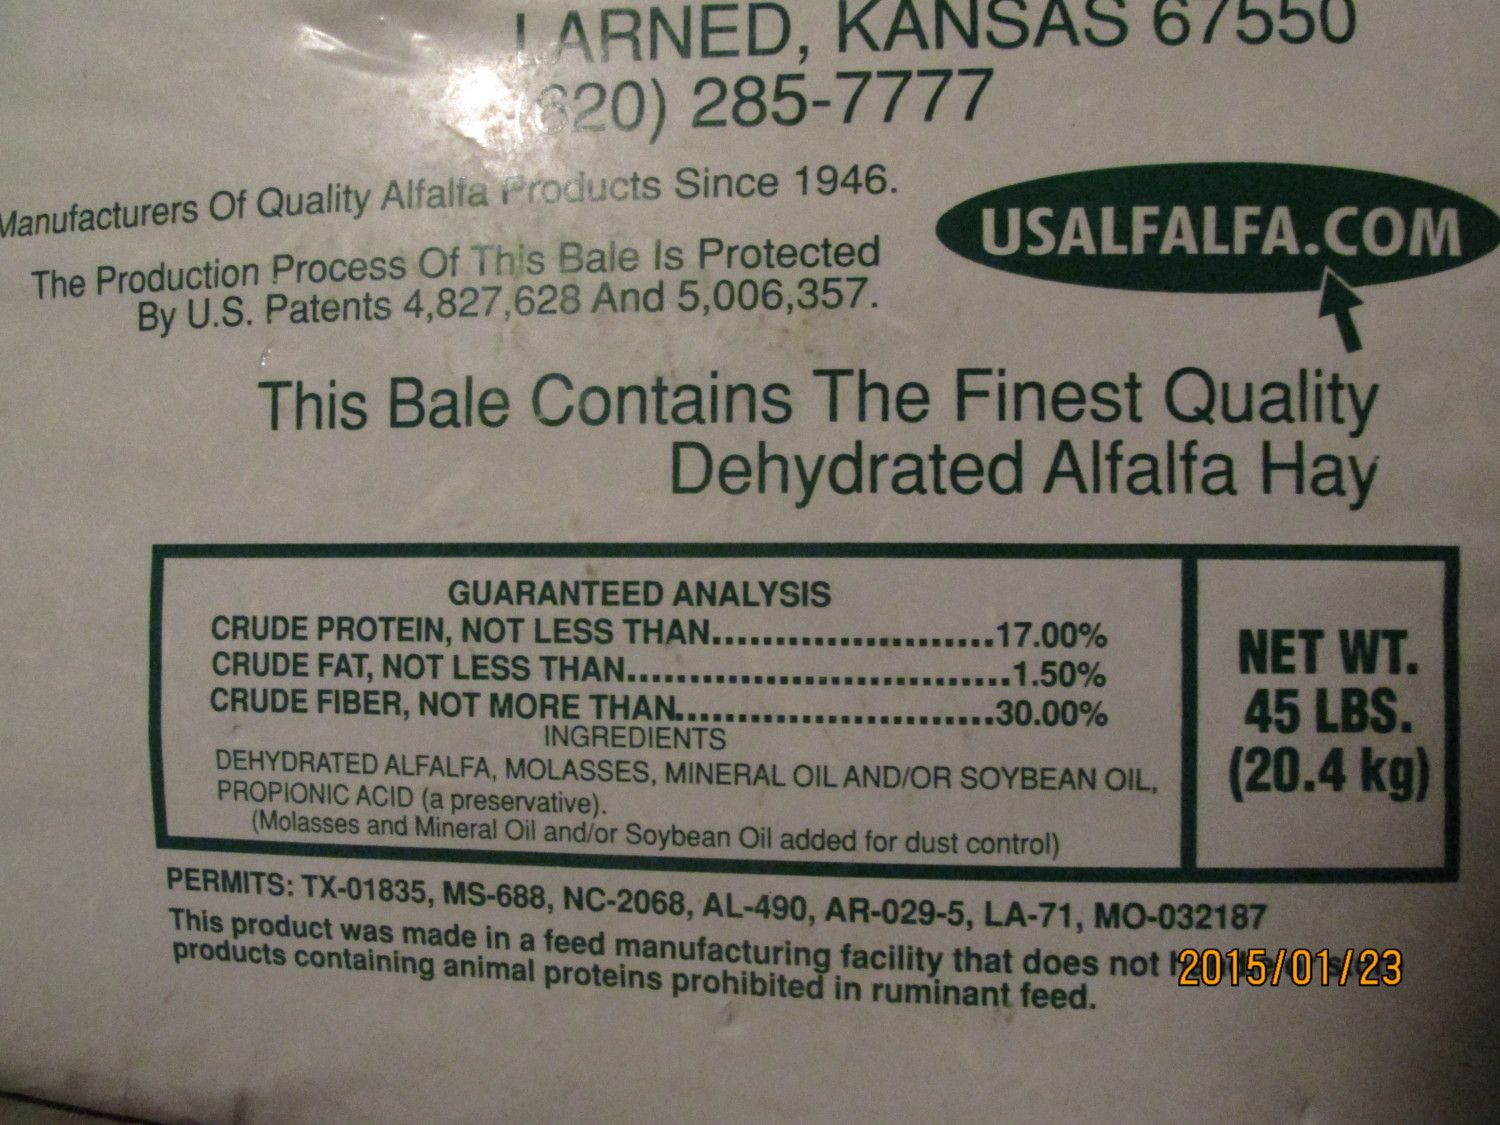 LARNED, KANSAS 67550
(620) 285-7777
Manufacturers Of Quality Alfalfa Products Since 1946.
The Production Process Of This Bale Is Protected
By U.S. Patents 4,827,628 And 5,006,357.
USALFALFA.COM
This Bale Contains The Finest Quality
Dehydrated Alfalfa Hay
GUARANTEED ANALYSIS
CRUDE PROTEIN, NOT LESS THAN......................17.00%
CRUDE FAT, NOT LESS THAN..............................1.50%
CRUDE FIBER, NOT MORE THAN.........................30.00%
INGREDIENTS
DEHYDRATED ALFALFA, MOLASSES, MINERAL OIL AND/OR SOYBEAN OIL,
PROPIONIC ACID (a preservative).
(Molasses and Mineral Oil and/or Soybean Oil added for dust control)
NET WT.
45 LBS.
(20.4 kg)
PERMITS: TX-01835, MS-688, NC-2068, AL-490, AR-029-5, LA-71, MO-032187
This product was made in a feed manufacturing facility that does not
products containing animal proteins prohibited in ruminant feed.
2015/01/23